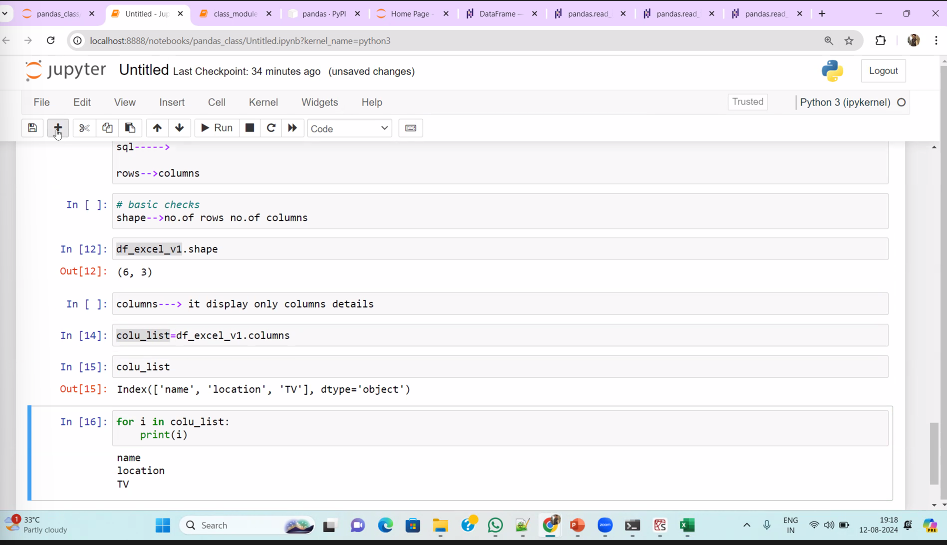 pandas_class.
Untitled - Jup
class_module
pandas · PyPI
Home Page -
DataFrame —
pandas.read_
pandas.read_
pandas.read_
localhost:8888/notebooks/pandas_class/Untitled.ipynb?kernel_name=python3
jupyter Untitled Last Checkpoint: 34 minutes ago (unsaved changes)
Logout
File Edit View Insert Cell Kernel Widgets Help
Trusted
Python 3 (ipykernel)
Run
Code
sql----->
rows-->columns
In [ ]: # basic checks
shape-->no.of rows no.of columns
In [12]: df_excel_v1.shape
Out[12]: (6, 3)
In [ ]: columns---> it display only columns details
In [14]: colu_list=df_excel_v1.columns
In [15]: colu_list
Out[15]: Index(['name', 'location', 'TV'], dtype='object')
In [16]: for i in colu_list:
print(i)
name
location
TV
1
33°C
Partly cloudy
Search
ENG
IN
19:18
12-08-2024
PRE